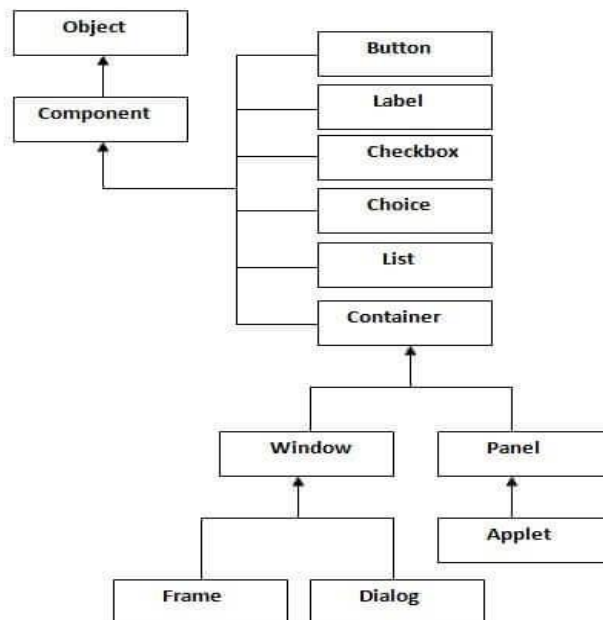 Object
Component
Button
Label
Checkbox
Choice
List
Container
Window
Panel
Applet
Frame
Dialog